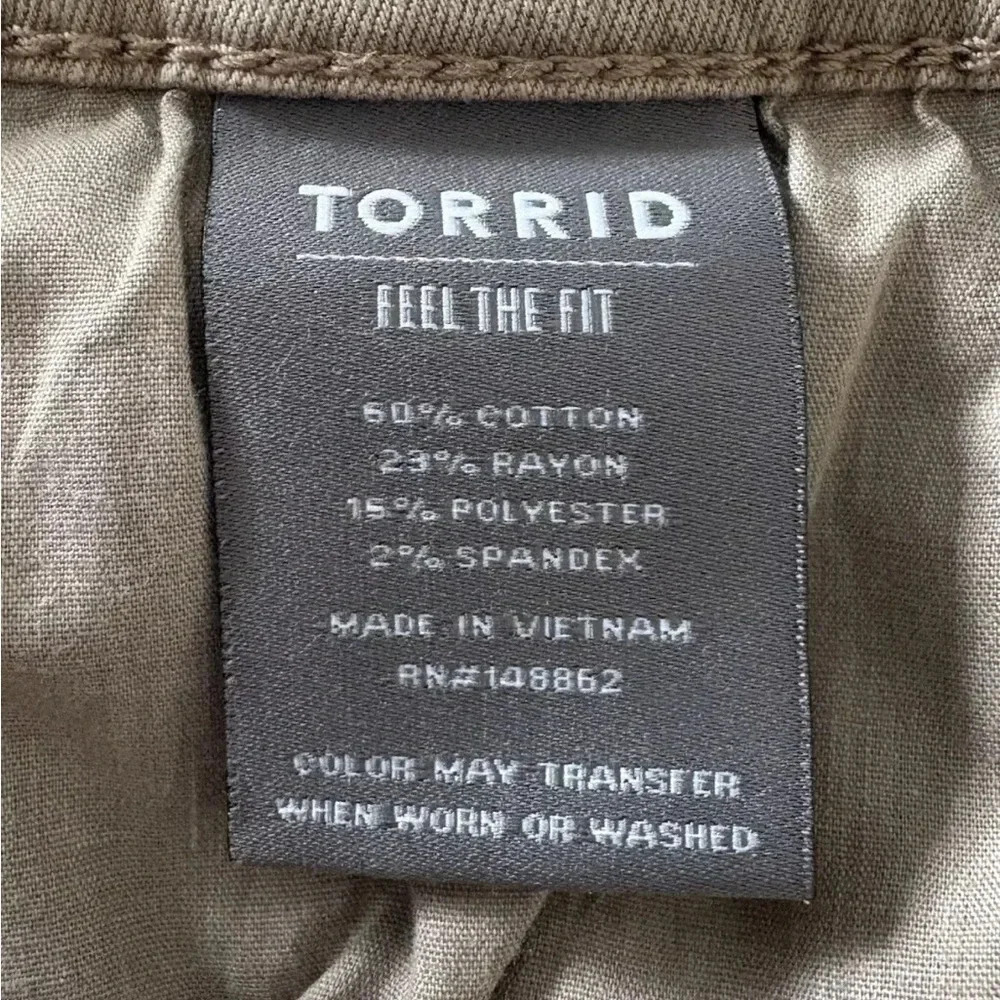 TORRID
FEEL THE FIT
60% COTTON
23% RAYON
15% POLYESTER
2% SPANDEX
MADE IN VIETNAM
RN#148862
COLOR MAY TRANSFER
WHEN WORN OR WASHED